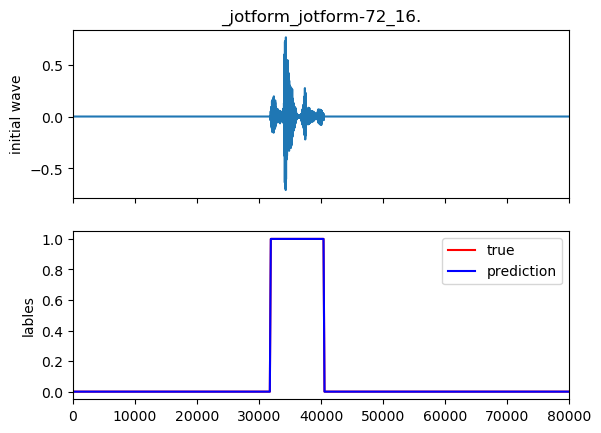 _jotform_jotform-72_16.
initial wave
0.5
0.0
−0.5
lables
1.0
0.8
0.6
0.4
0.2
0.0
true
prediction
0 10000 20000 30000 40000 50000 60000 70000 80000